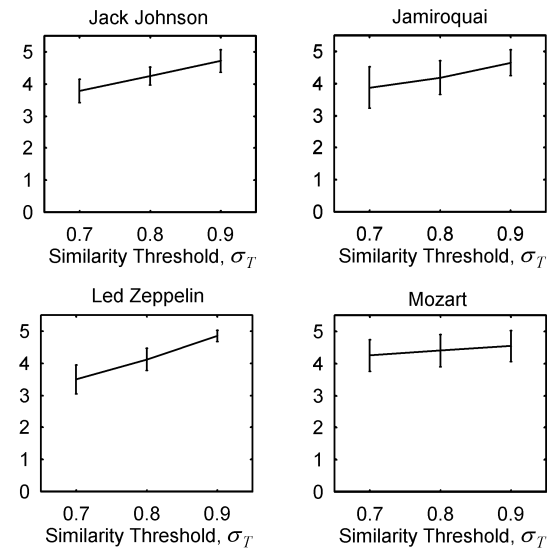 Jack Johnson
5
4
3
2
1
0
0.7 0.8 0.9
Similarity Threshold, σ_T
Jamiroquai
5
4
3
2
1
0
0.7 0.8 0.9
Similarity Threshold, σ_T
Led Zeppelin
5
4
3
2
1
0
0.7 0.8 0.9
Similarity Threshold, σ_T
Mozart
5
4
3
2
1
0
0.7 0.8 0.9
Similarity Threshold, σ_T